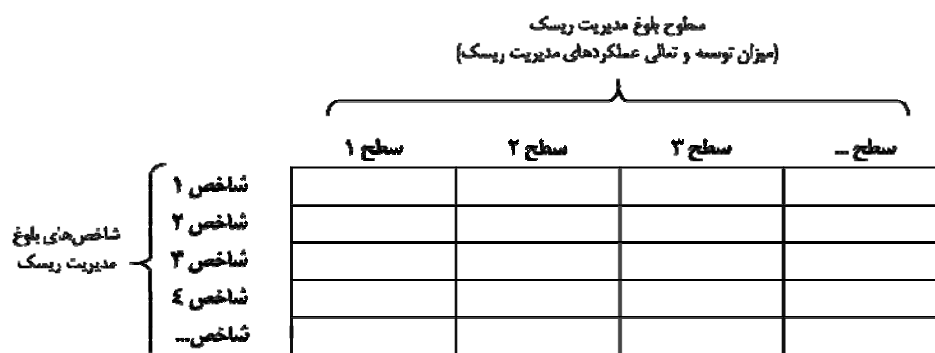 سطوح بلوغ مدیریت ریسک
(میزان توسعه و تعالی عملکردهای مدیریت ریسک)
سطح ۱
سطح ۲
سطح ۳
سطح ...
شاخص‌های بلوغ
مدیریت ریسک
شاخص ۱
شاخص ۲
شاخص ۳
شاخص ٤
شاخص...